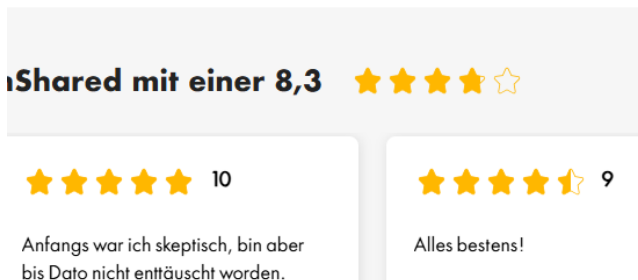 Shared mit einer 8,3
10
9
Anfangs war ich skeptisch, bin aber
bis Dato nicht enttäuscht worden.
Alles bestens!